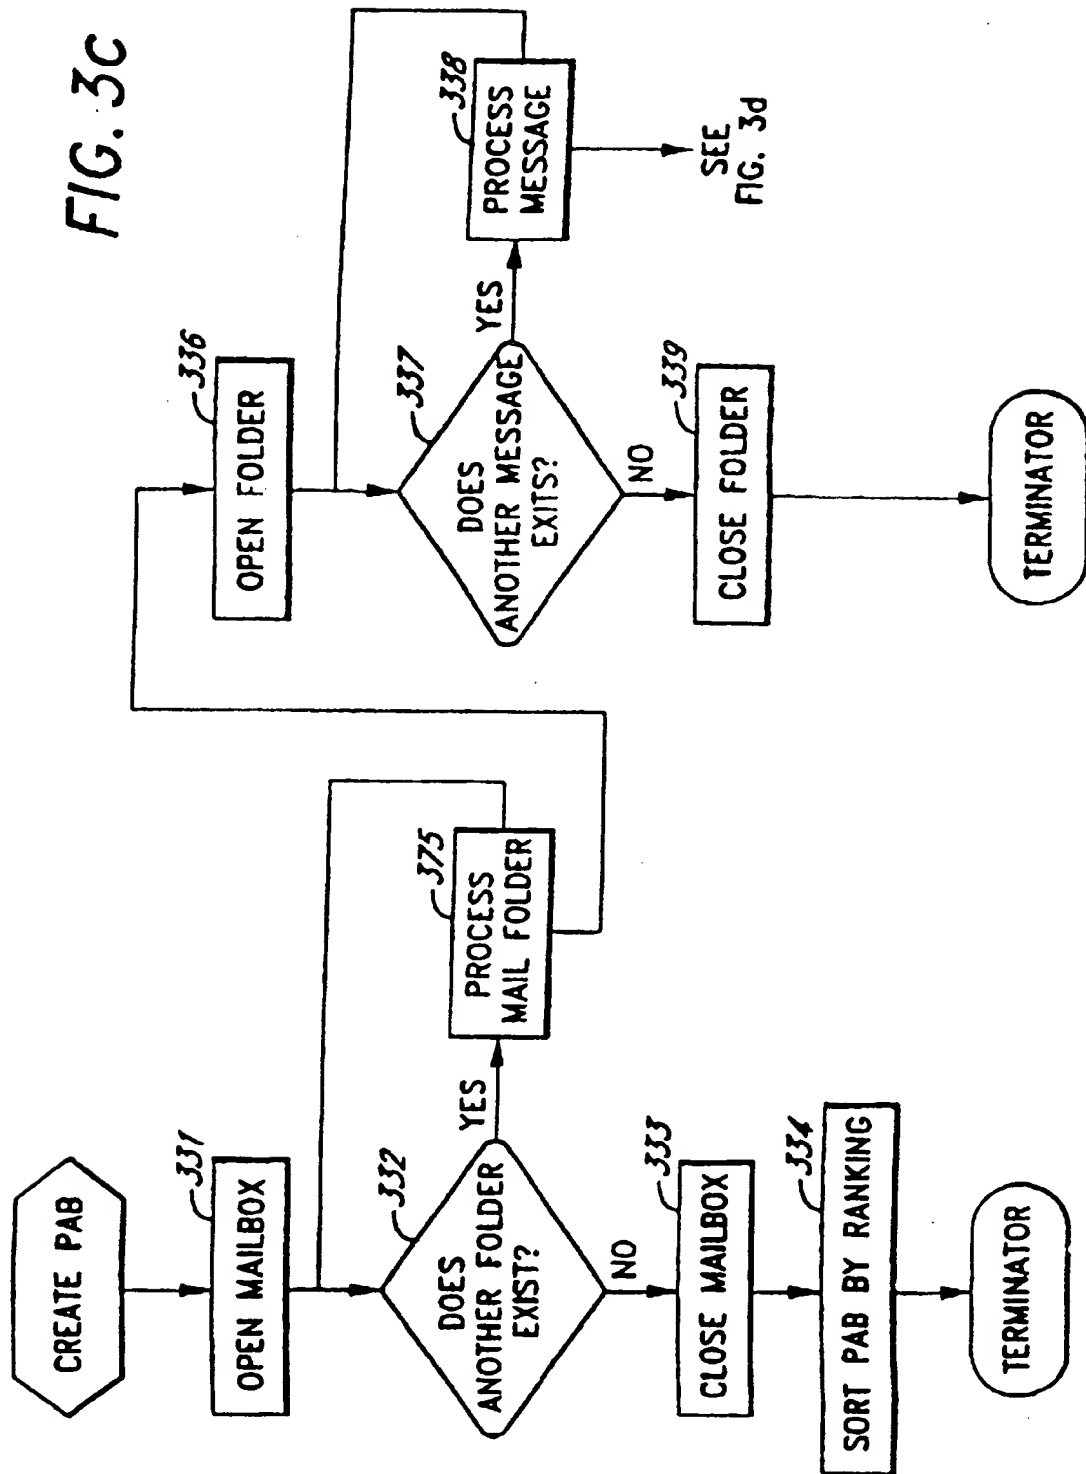 FIG. 3c
CREATE PAB
331
OPEN MAILBOX
332
DOES
ANOTHER FOLDER
EXIST?
YES
NO
375
PROCESS
MAIL FOLDER
333
CLOSE MAILBOX
334
SORT PAB BY RANKING
TERMINATOR
336
OPEN FOLDER
337
DOES
ANOTHER MESSAGE
EXITS?
YES
NO
338
PROCESS
MESSAGE
SEE
FIG. 3d
339
CLOSE FOLDER
TERMINATOR